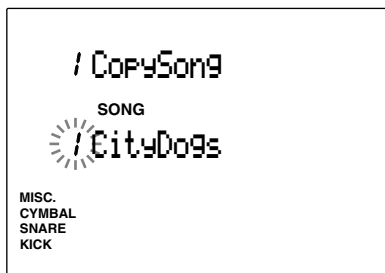 1 CopySong
SONG
1 CityDogs
MISC.
CYMBAL
SNARE
KICK